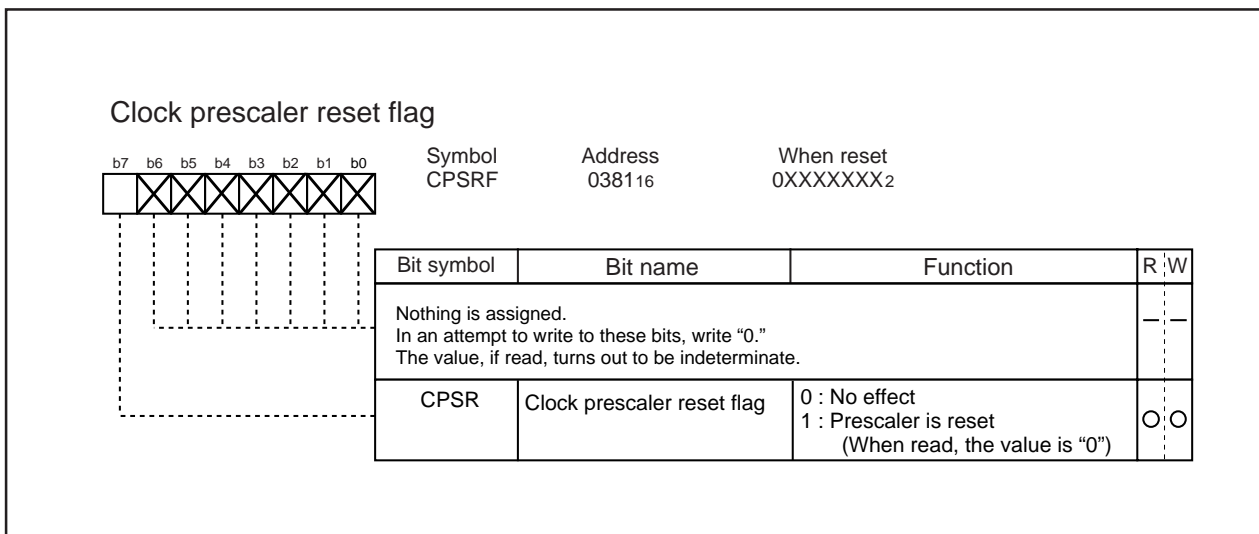 Clock prescaler reset flag
b7 b6 b5 b4 b3 b2 b1 b0
Symbol Address When reset
CPSRF 038116 0XXXXXXX2
Bit symbol Bit name Function R W
Nothing is assigned.
In an attempt to write to these bits, write “0.”
The value, if read, turns out to be indeterminate.
— —
CPSR Clock prescaler reset flag 0 : No effect
1 : Prescaler is reset
(When read, the value is “0”)